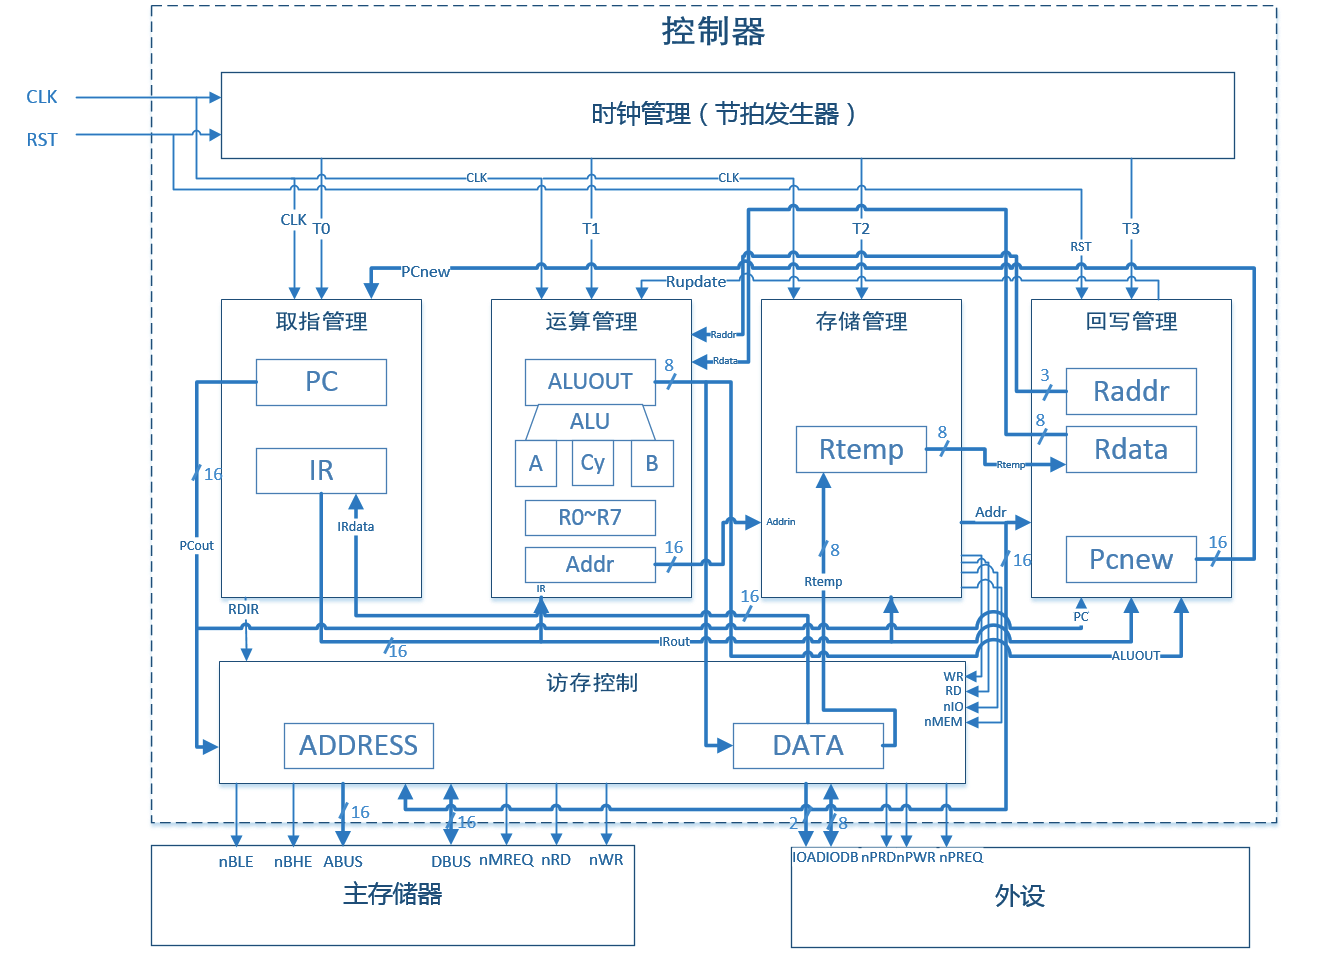 控制器
CLK
RST
时钟管理（节拍发生器）
CLK
CLK
CLK
T0
T1
T2
T3
RST
PCnew
Rupdate
取指管理
运算管理
存储管理
回写管理
Raddr
Rdata
PC
ALUOUT
8
ALU
A
Cy
B
R0~R7
Addr
16
IR
IR
IRdata
16
PCout
Rtemp
8
Rtemp
Addrin
8
Rtemp
Addr
16
3
Raddr
8
Rdata
Pcnew
16
RDIR
16
16
IRout
PC
ALUOUT
访存控制
WR
RD
nIO
nMEM
ADDRESS
DATA
16
16
2
8
nBLE
nBHE
ABUS
DBUS
nMREQ
nRD
nWR
IOAD
IODB
nPRD
nPWR
nPREQ
主存储器
外设